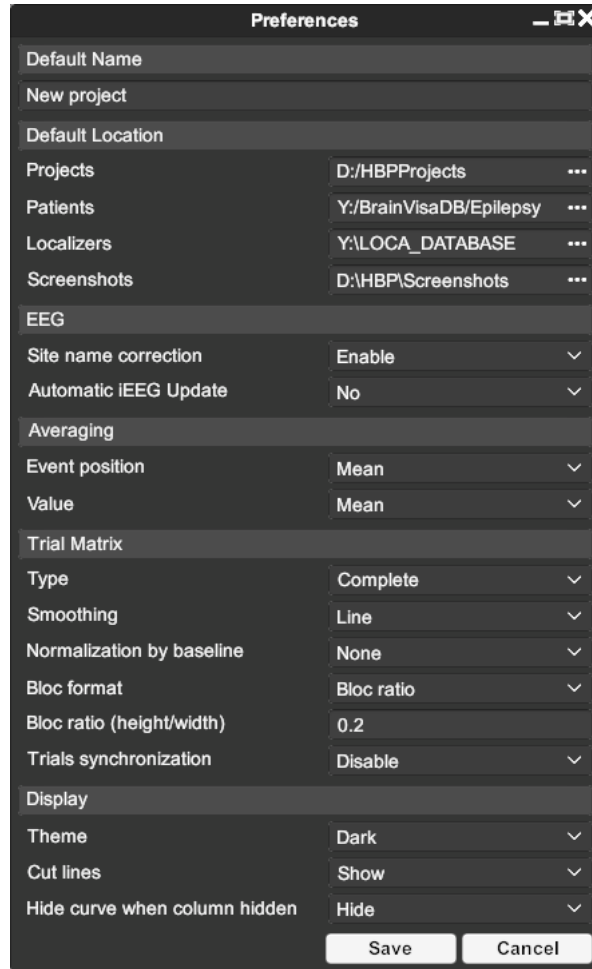 Preferences
Default Name
New project
Default Location
Projects D:/HBPProjects ...
Patients Y:/BrainVisaDB/Epilepsy ...
Localizers Y:\LOCA_DATABASE ...
Screenshots D:\HBP\Screenshots ...
EEG
Site name correction Enable
Automatic iEEG Update No
Averaging
Event position Mean
Value Mean
Trial Matrix
Type Complete
Smoothing Line
Normalization by baseline None
Bloc format Bloc ratio
Bloc ratio (height/width) 0.2
Trials synchronization Disable
Display
Theme Dark
Cut lines Show
Hide curve when column hidden Hide
Save Cancel